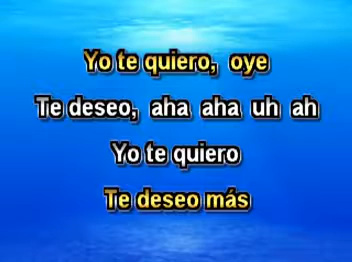 Yo te quiero, oye
Te deseo, aha aha uh ah
Yo te quiero
Te deseo más